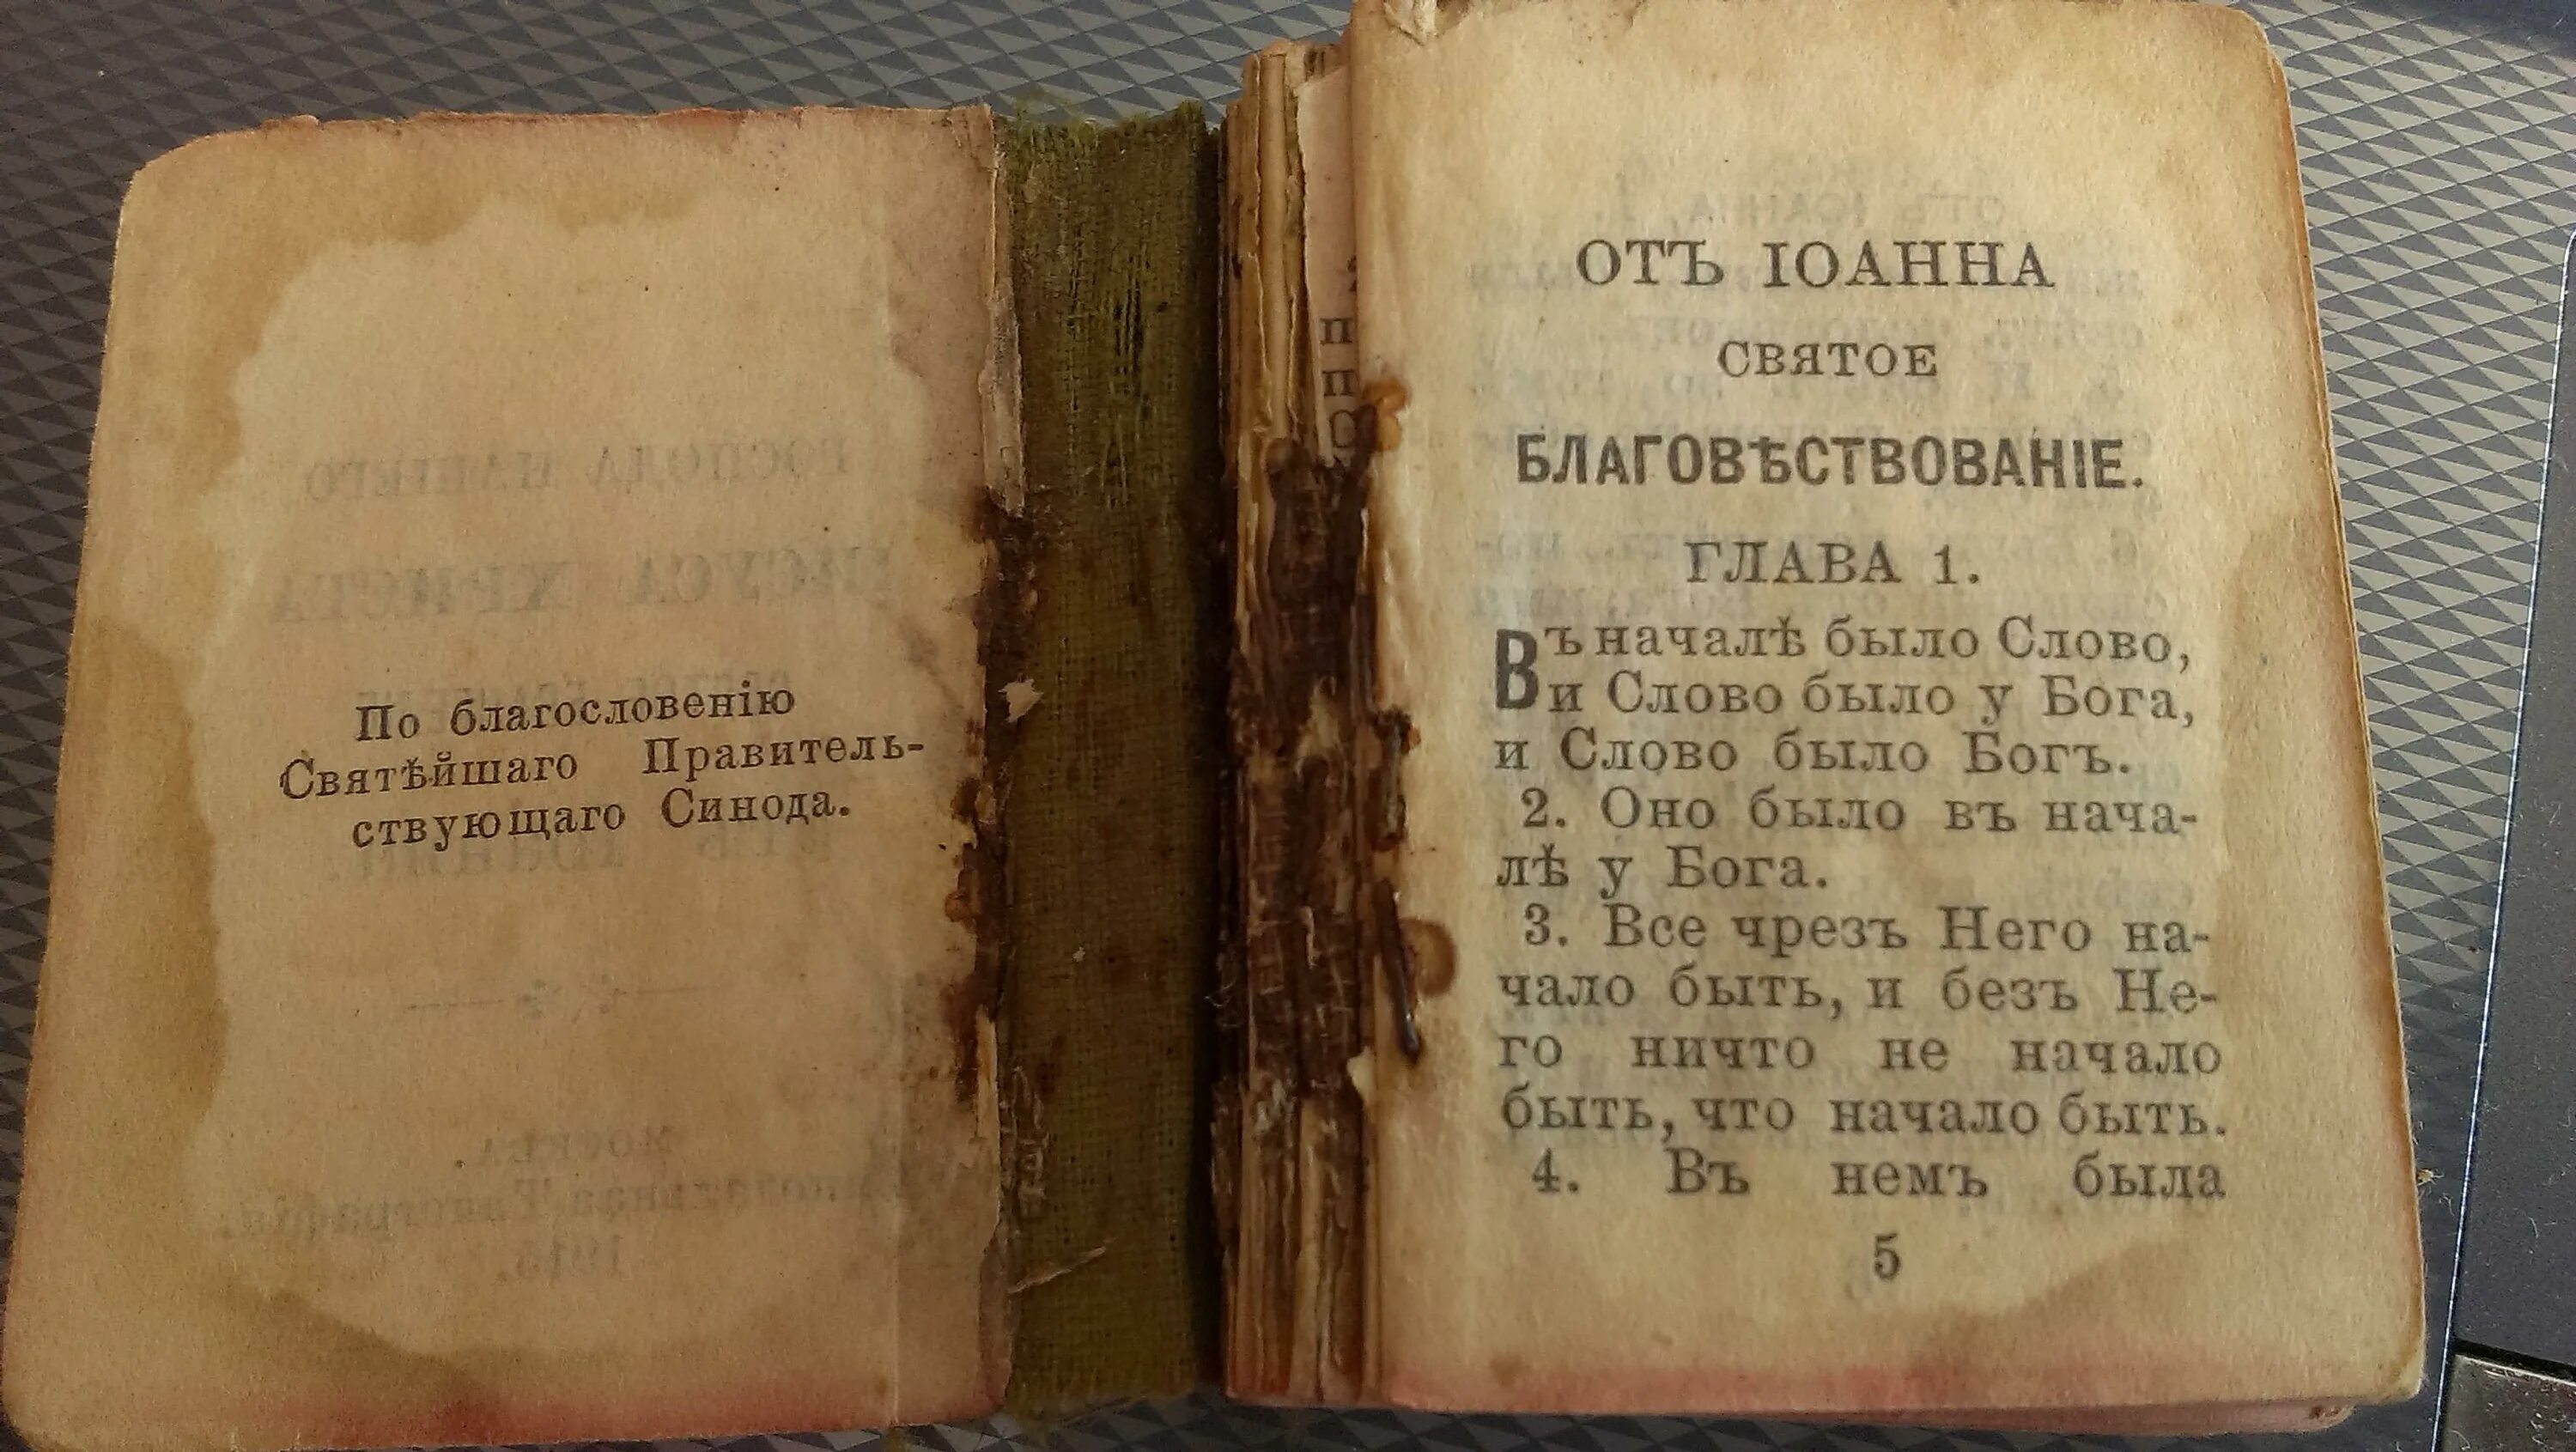 По благословенію
Святѣйшаго Правитель-
ствующаго Синода.
ОТЪ ІОАННА
СВЯТОЕ
БЛАГОВѢСТВОВАНІЕ.
ГЛАВА 1.
Въ началѣ было Слово,
и Слово было у Бога,
и Слово было Богъ.
2. Оно было въ нача-
лѣ у Бога.
3. Все чрезъ Него на-
чало быть, и безъ Не-
го ничто не начало
быть, что начало быть.
4. Въ немъ была
5